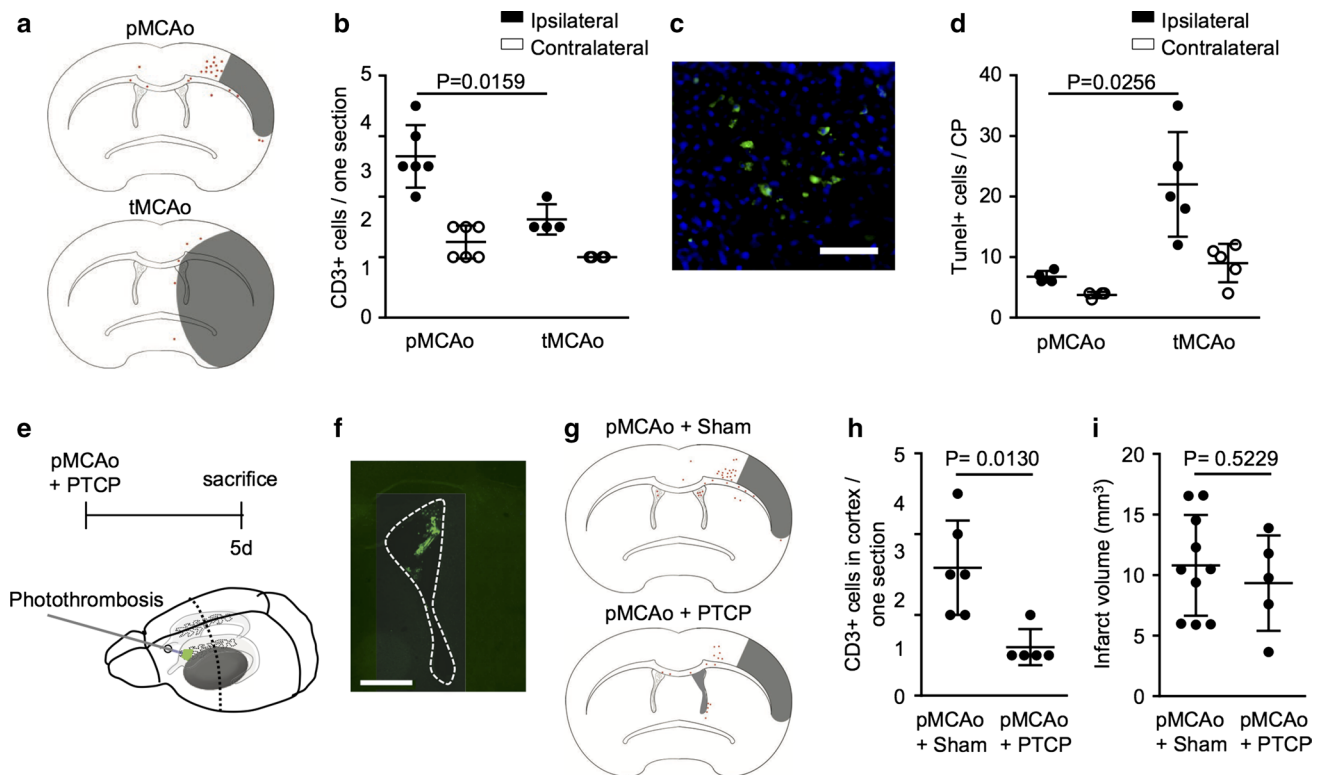 a
pMCAo
tMCAo
b
Ipsilateral
Contralateral
CD3+ cells / one section
5
4
3
2
1
0
P=0.0159
pMCAo
tMCAo
c
d
Ipsilateral
Contralateral
Tunel+ cells / CP
40
30
20
10
0
P=0.0256
pMCAo
tMCAo
e
pMCAo
+ PTCP
sacrifice
5d
Photothrombosis
f
g
pMCAo + Sham
pMCAo + PTCP
h
CD3+ cells in cortex /
one section
5
4
3
2
1
0
P= 0.0130
pMCAo
+ Sham
pMCAo
+ PTCP
i
Infarct volume (mm³)
20
15
10
5
0
P= 0.5229
pMCAo
+ Sham
pMCAo
+ PTCP